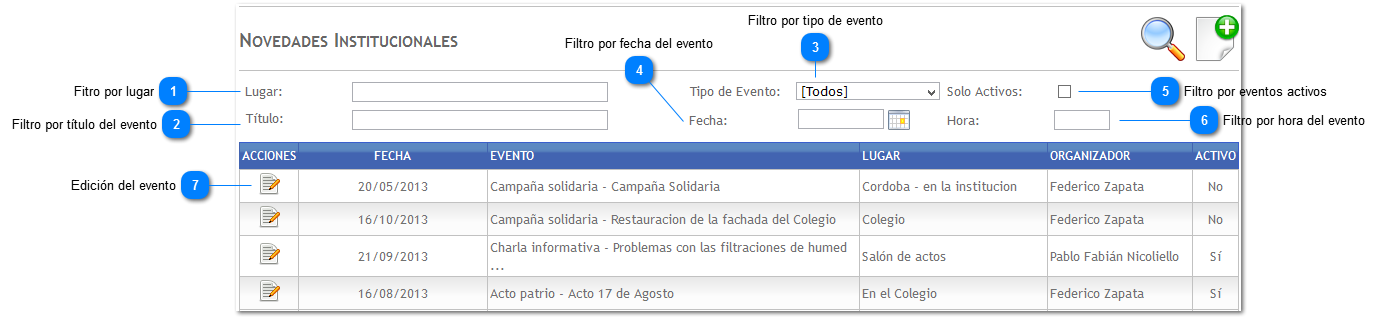 Filtro por tipo de evento
3
Filtro por fecha del evento
4
NOVEDADES INSTITUCIONALES
Fitro por lugar 1 Lugar: Tipo de Evento: [Todos] Solo Activos: 5 Filtro por eventos activos
Filtro por título del evento 2 Título: Fecha: Hora: 6 Filtro por hora del evento
ACCIONES FECHA EVENTO LUGAR ORGANIZADOR ACTIVO
Edición del evento 7 20/05/2013 Campaña solidaria - Campaña Solidaria Cordoba - en la institucion Federico Zapata No
16/10/2013 Campaña solidaria - Restauracion de la fachada del Colegio Colegio Federico Zapata No
21/09/2013 Charla informativa - Problemas con las filtraciones de humed Salón de actos Pablo Fabián Nicoliello Sí
...
16/08/2013 Acto patrio - Acto 17 de Agosto En el Colegio Federico Zapata Sí